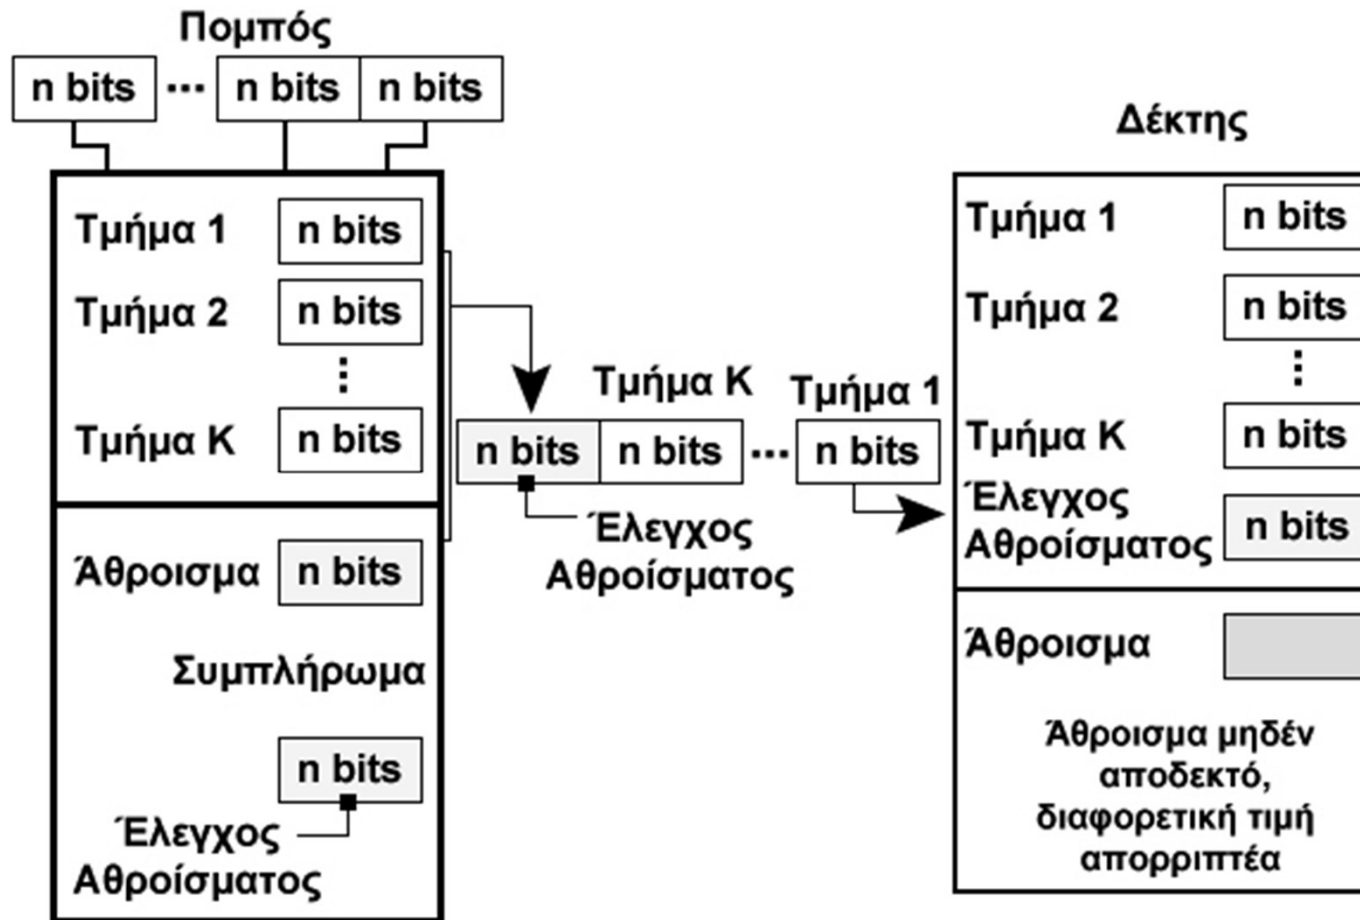 Πομπός
n bits ... n bits n bits
Τμήμα 1 n bits
Τμήμα 2 n bits
⋮
Τμήμα Κ n bits
Άθροισμα n bits
Συμπλήρωμα
n bits
Έλεγχος
Αθροίσματος
Τμήμα Κ Τμήμα 1
n bits n bits ... n bits
Έλεγχος
Αθροίσματος
Δέκτης
Τμήμα 1 n bits
Τμήμα 2 n bits
⋮
Τμήμα Κ n bits
Έλεγχος
Αθροίσματος n bits
Άθροισμα
Άθροισμα μηδέν
αποδεκτό,
διαφορετική τιμή
απορριπτέα